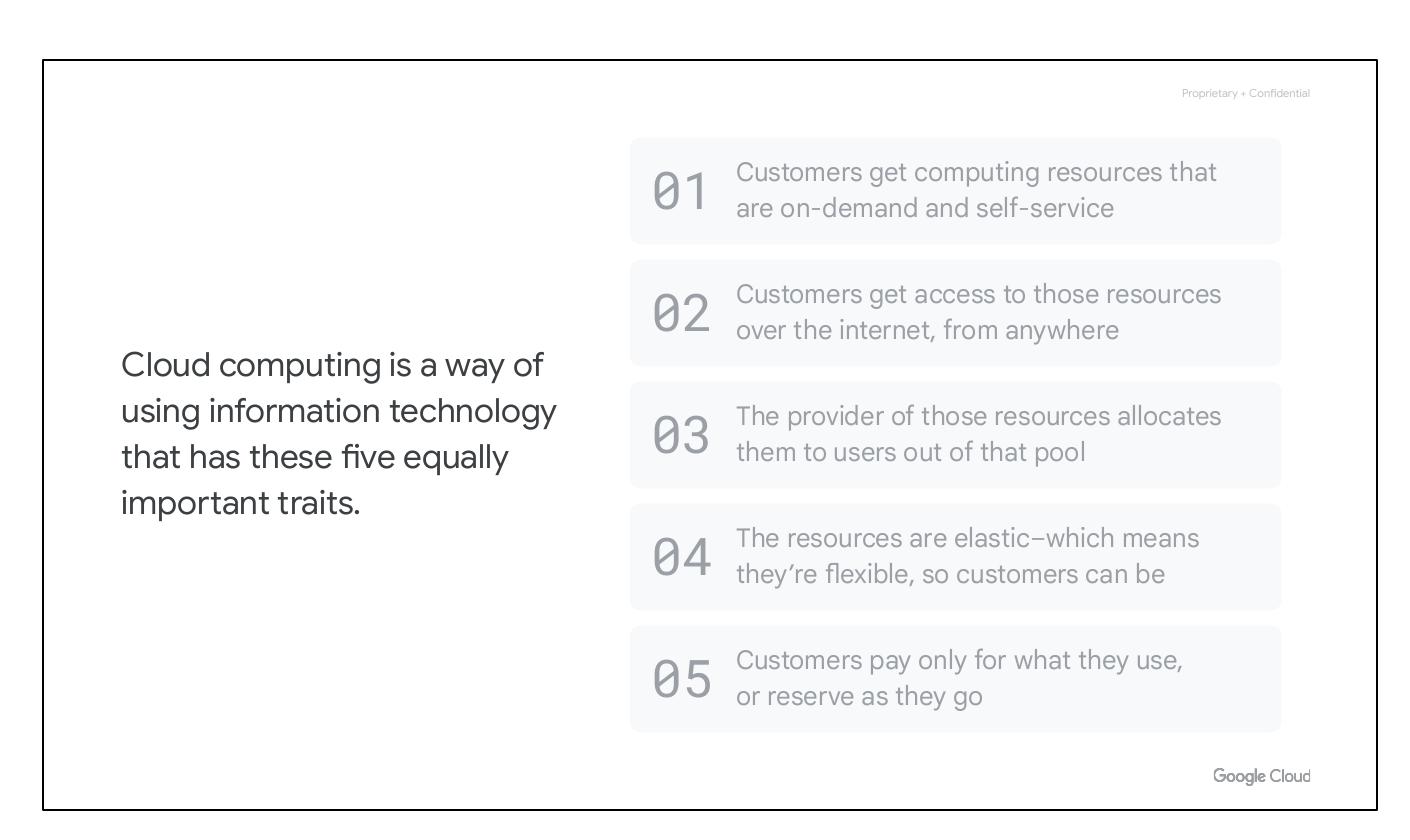 Proprietary + Confidential
Cloud computing is a way of
using information technology
that has these five equally
important traits.
01
Customers get computing resources that
are on-demand and self-service
02
Customers get access to those resources
over the internet, from anywhere
03
The provider of those resources allocates
them to users out of that pool
04
The resources are elastic–which means
they’re flexible, so customers can be
05
Customers pay only for what they use,
or reserve as they go
Google Cloud